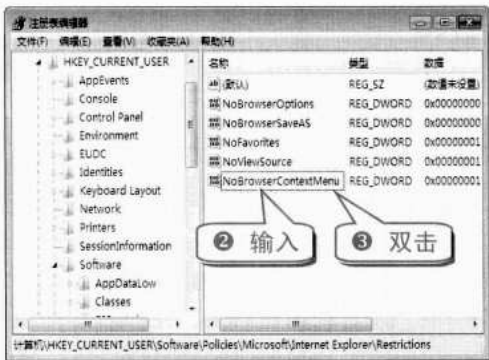 注册表编辑器
文件(F) 编辑(E) 查看(V) 收藏夹(A) 帮助(H)
HKEY_CURRENT_USER
AppEvents
Console
Control Panel
Environment
EUDC
Identities
Keyboard Layout
Network
Printers
SessionInformation
Software
AppDataLow
Classes
名称 类型 数据
(默认) REG_SZ (数值未设置)
NoBrowserOptions REG_DWORD 0x00000000
NoBrowserSaveAS REG_DWORD 0x00000000
NoFavorites REG_DWORD 0x00000001
NoViewSource REG_DWORD 0x00000001
NoBrowserContextMenu REG_DWORD 0x00000001
❷ 输入
❸ 双击
计算机\HKEY_CURRENT_USER\Software\Policies\Microsoft\Internet Explorer\Restrictions